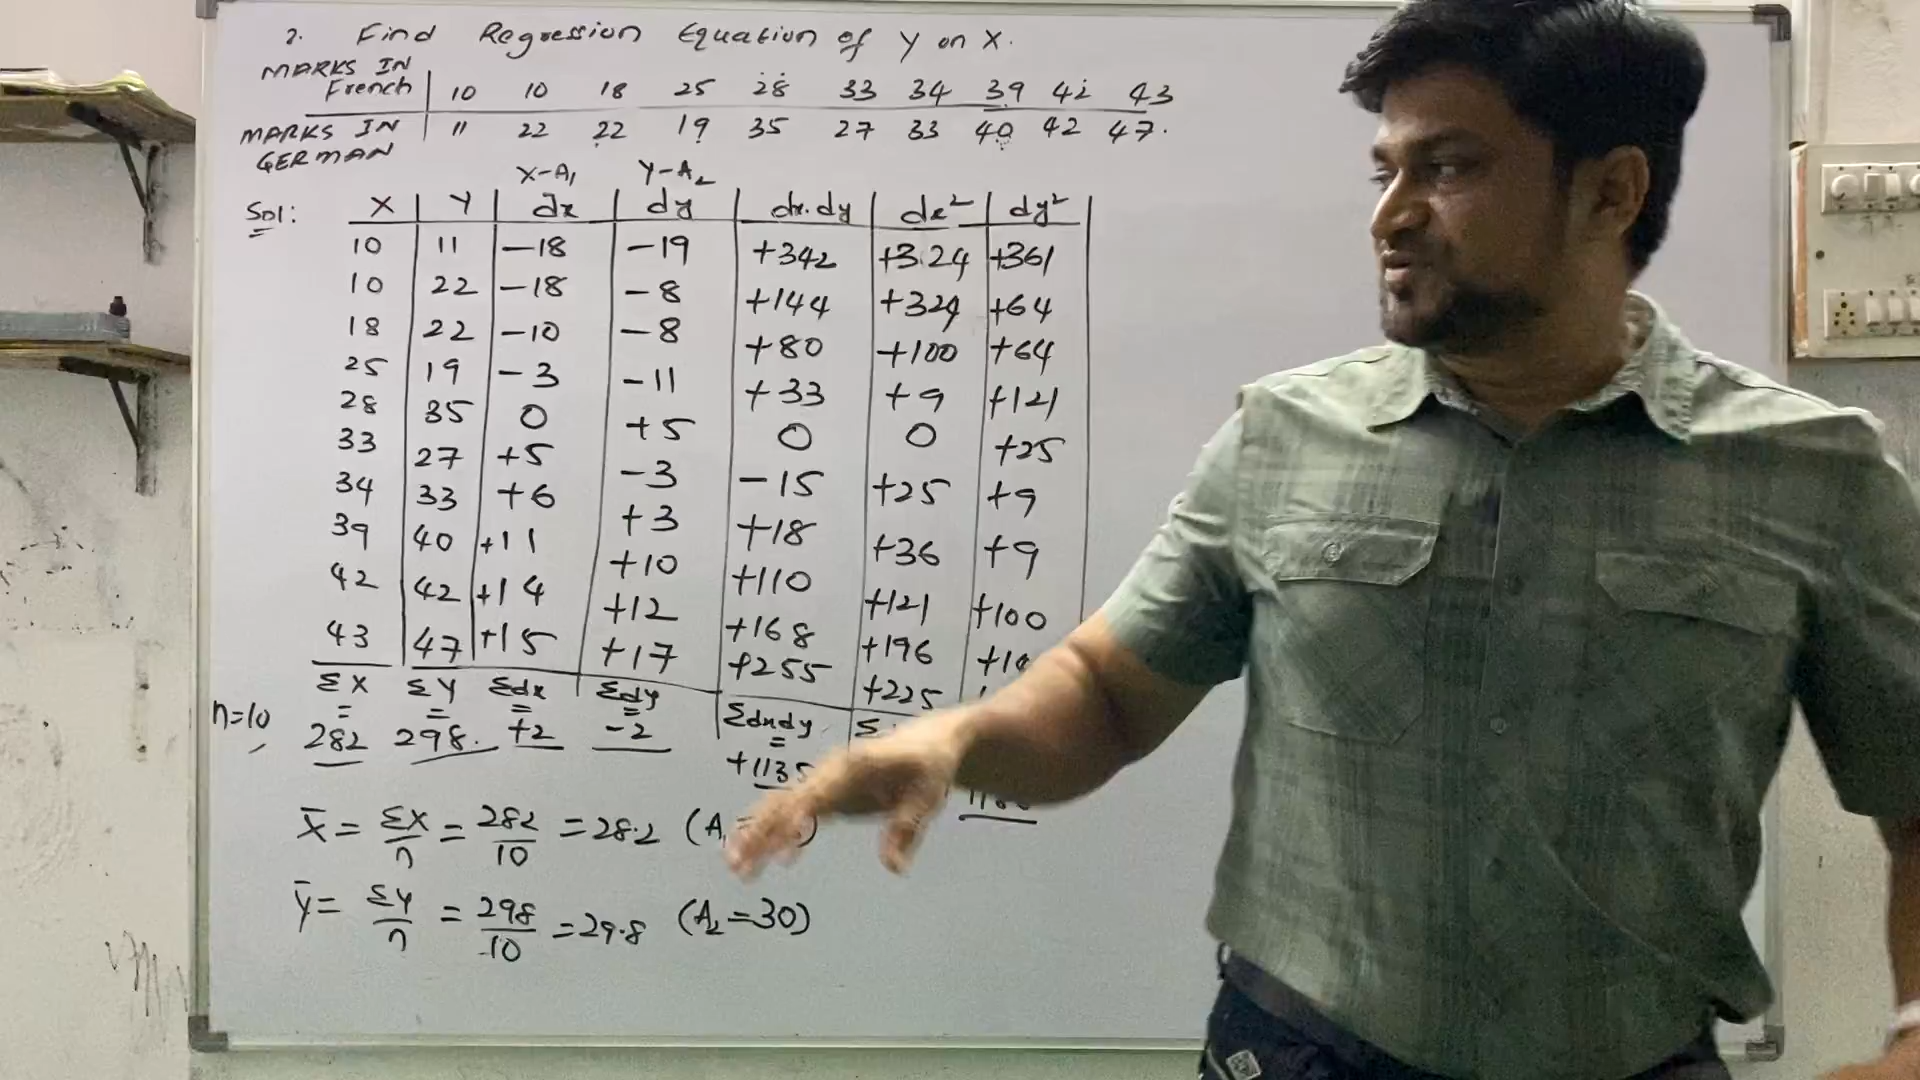 2. Find Regression Equation of Y on X.
MARKS IN French 10 10 18 25 28 33 34 39 42 43
MARKS IN GERMAN 11 22 22 19 35 27 33 40 42 47.
X-A₁ Y-A₂
Sol: X Y dx dy dx.dy dx² dy²
10 11 -18 -19 +342 +324 +361
10 22 -18 -8 +144 +324 +64
18 22 -10 -8 +80 +100 +64
25 19 -3 -11 +33 +9 +121
28 35 0 +5 0 0 +25
33 27 +5 -3 -15 +25 +9
34 33 +6 +3 +18 +36 +9
39 40 +11 +10 +110 +121 +100
42 42 +14 +12 +168 +196
43 47 +15 +17 +255 +225
ΣX ΣY Σdx Σdy Σdxdy Σ
n=10 282 298. +2 -2 +1135
X̄ = ΣX/n = 282/10 = 28.2 (A₁
Ȳ = ΣY/n = 298/10 = 29.8 (A₂=30)